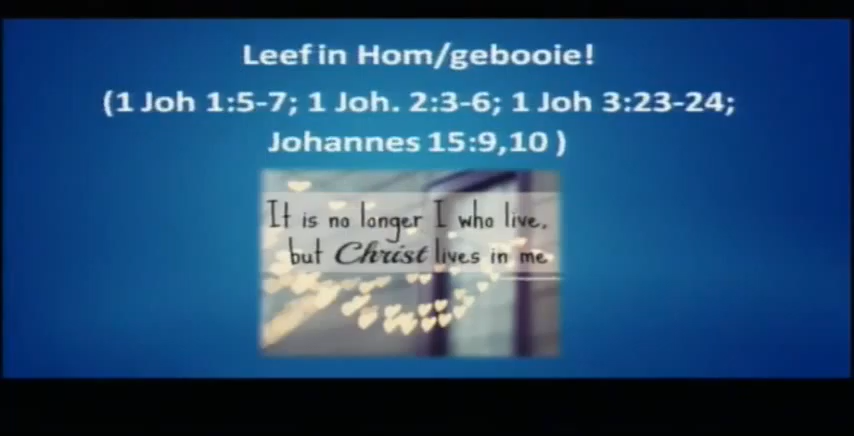 Leef in Hom/gebooie!
(1 Joh 1:5-7; 1 Joh. 2:3-6; 1 Joh 3:23-24;
Johannes 15:9,10 )
It is no longer I who live,
but Christ lives in me